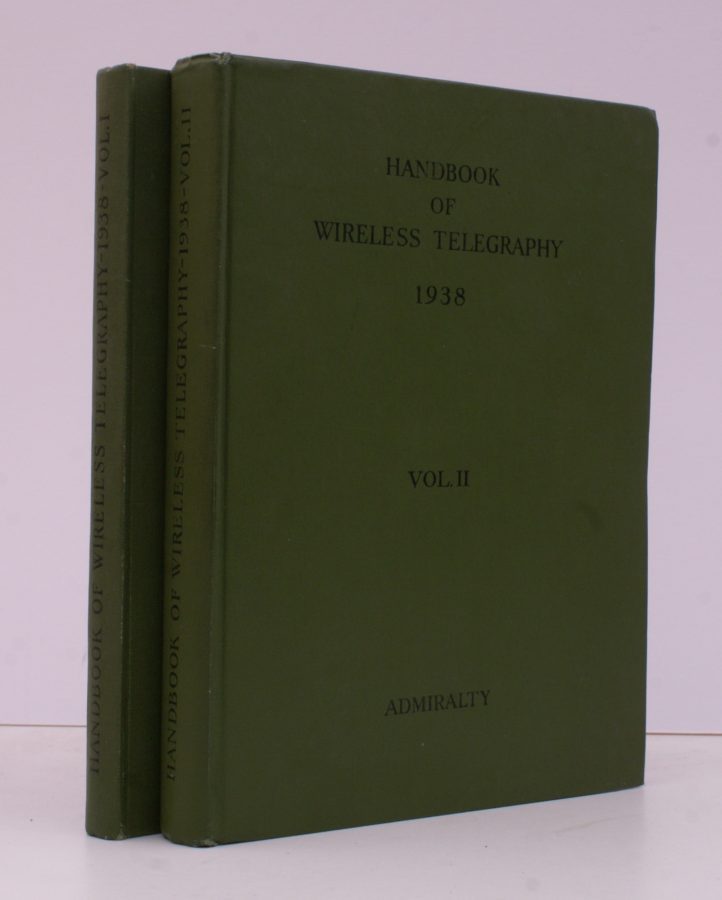 HANDBOOK OF WIRELESS TELEGRAPHY-1938-VOL.I
HANDBOOK OF WIRELESS TELEGRAPHY-1938-VOL.II
HANDBOOK
OF
WIRELESS TELEGRAPHY
1938
VOL. II
ADMIRALTY